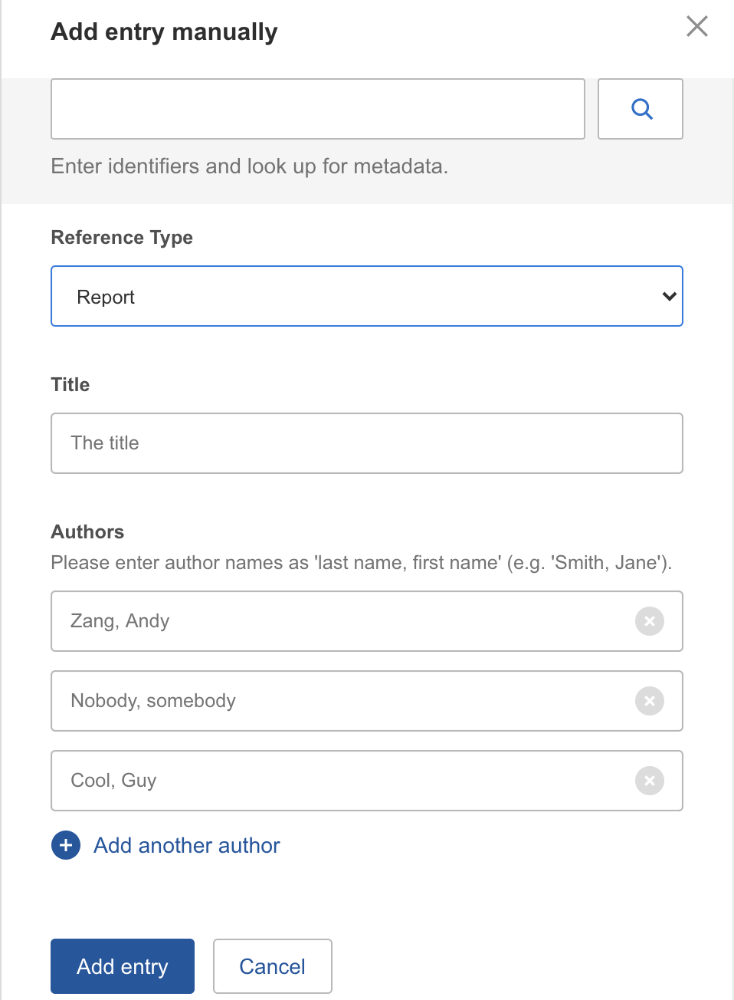 Add entry manually
Enter identifiers and look up for metadata.
Reference Type
Report
Title
The title
Authors
Please enter author names as 'last name, first name' (e.g. 'Smith, Jane').
Zang, Andy
Nobody, somebody
Cool, Guy
Add another author
Add entry
Cancel